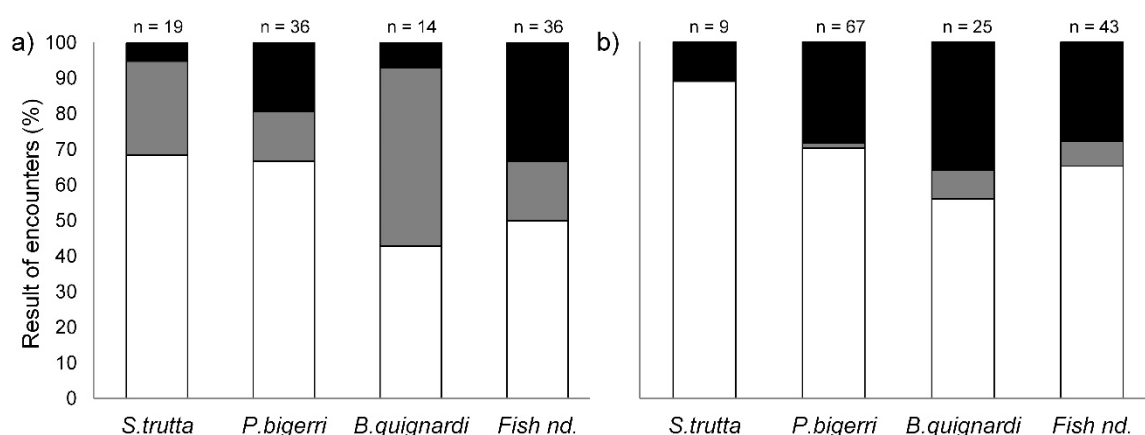 a)
n = 19 n = 36 n = 14 n = 36
Result of encounters (%)
100
90
80
70
60
50
40
30
20
10
0
S.trutta P.bigerri B.quignardi Fish nd.
b)
n = 9 n = 67 n = 25 n = 43
S.trutta P.bigerri B.quignardi Fish nd.